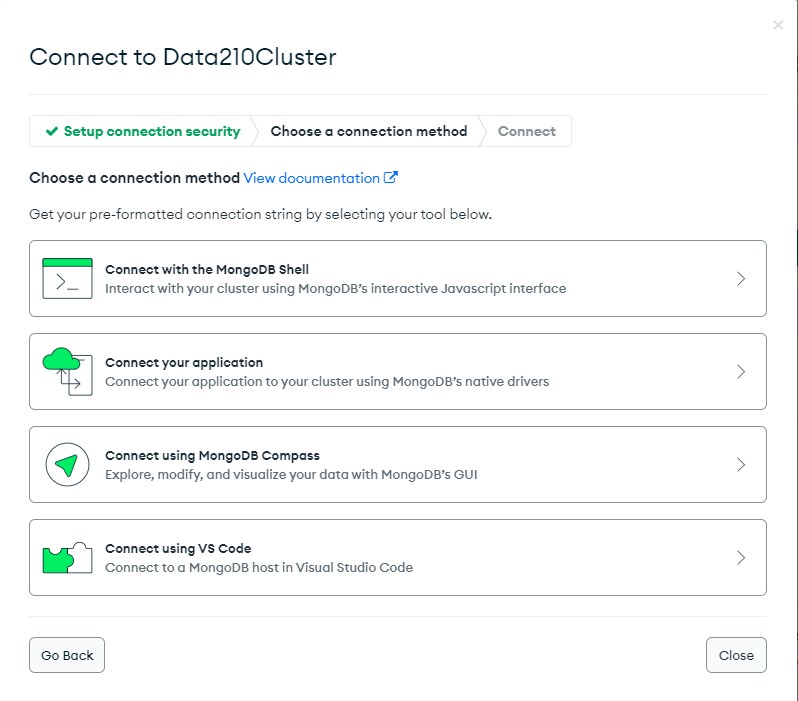 Connect to Data210Cluster
Setup connection security
Choose a connection method
Connect
Choose a connection method View documentation
Get your pre-formatted connection string by selecting your tool below.
Connect with the MongoDB Shell
Interact with your cluster using MongoDB's interactive Javascript interface
Connect your application
Connect your application to your cluster using MongoDB's native drivers
Connect using MongoDB Compass
Explore, modify, and visualize your data with MongoDB's GUI
Connect using VS Code
Connect to a MongoDB host in Visual Studio Code
Go Back
Close